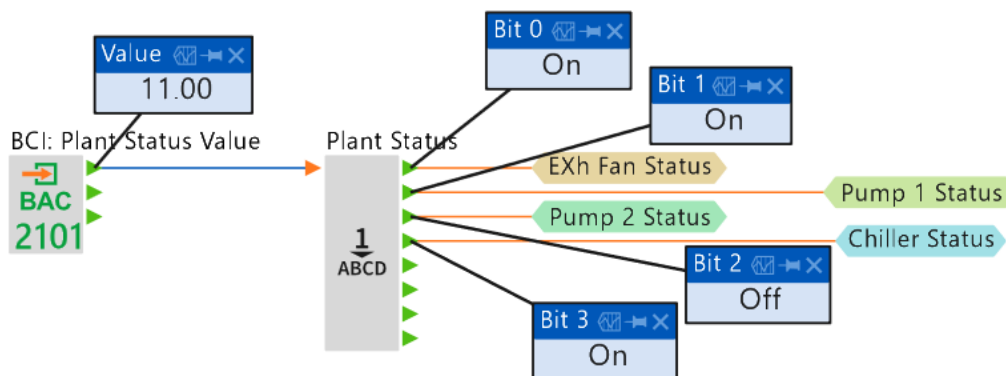 Bit 0
On
Value
11.00
Bit 1
On
BCI: Plant Status Value
Plant Status
BAC
2101
1
ABCD
EXh Fan Status
Pump 1 Status
Pump 2 Status
Chiller Status
Bit 2
Off
Bit 3
On